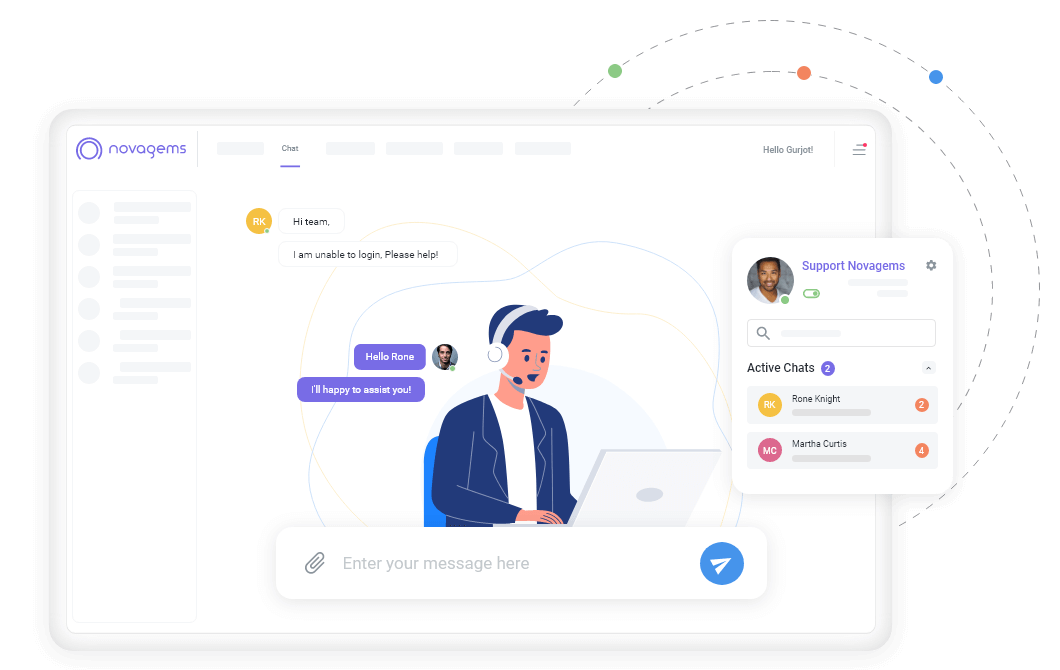 novagems
Chat
Hello Gurjot!
RK
Hi team,
I am unable to login, Please help!
Hello Rone
I'll happy to assist you!
Support Novagems
Active Chats 2
RK
Rone Knight
2
MC
Martha Curtis
4
Enter your message here